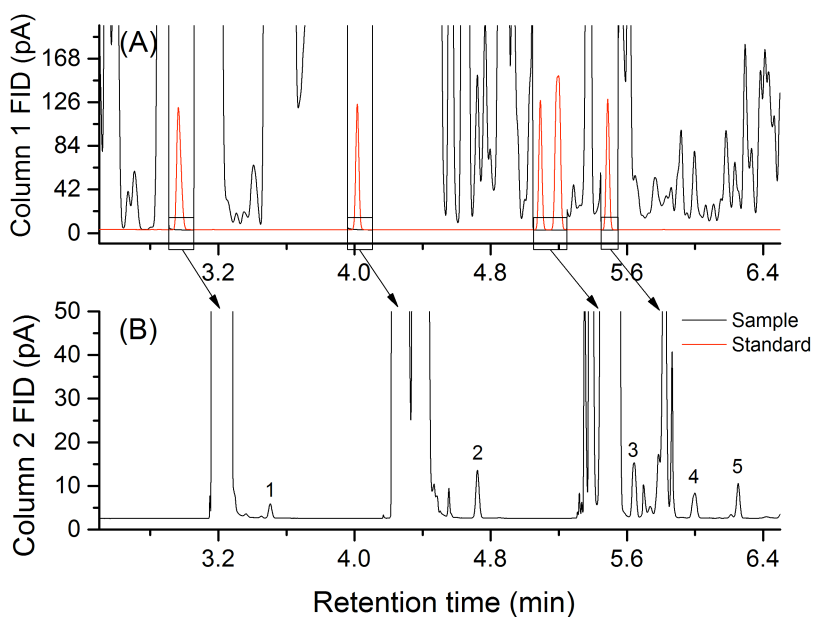 (A)
Column 1 FID (pA)
168
126
84
42
0
3.2 4.0 4.8 5.6 6.4
(B)
Sample
Standard
Column 2 FID (pA)
50
40
30
20
10
0
1 2 3 4 5
3.2 4.0 4.8 5.6 6.4
Retention time (min)